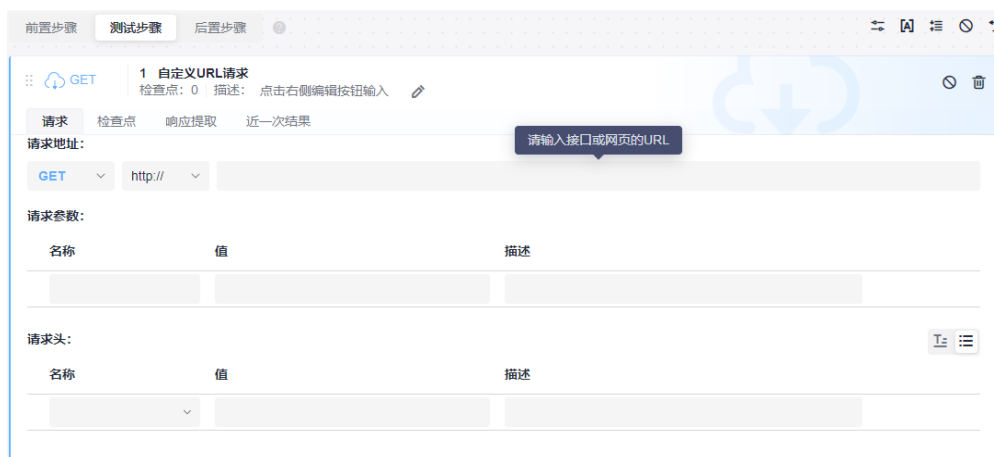 前置步骤 测试步骤 后置步骤
GET
1 自定义URL请求
检查点: 0 描述: 点击右侧编辑按钮输入
请求 检查点 响应提取 近一次结果
请求地址:
请输入接口或网页的URL
GET http://
请求参数:
名称 值 描述
请求头:
名称 值 描述